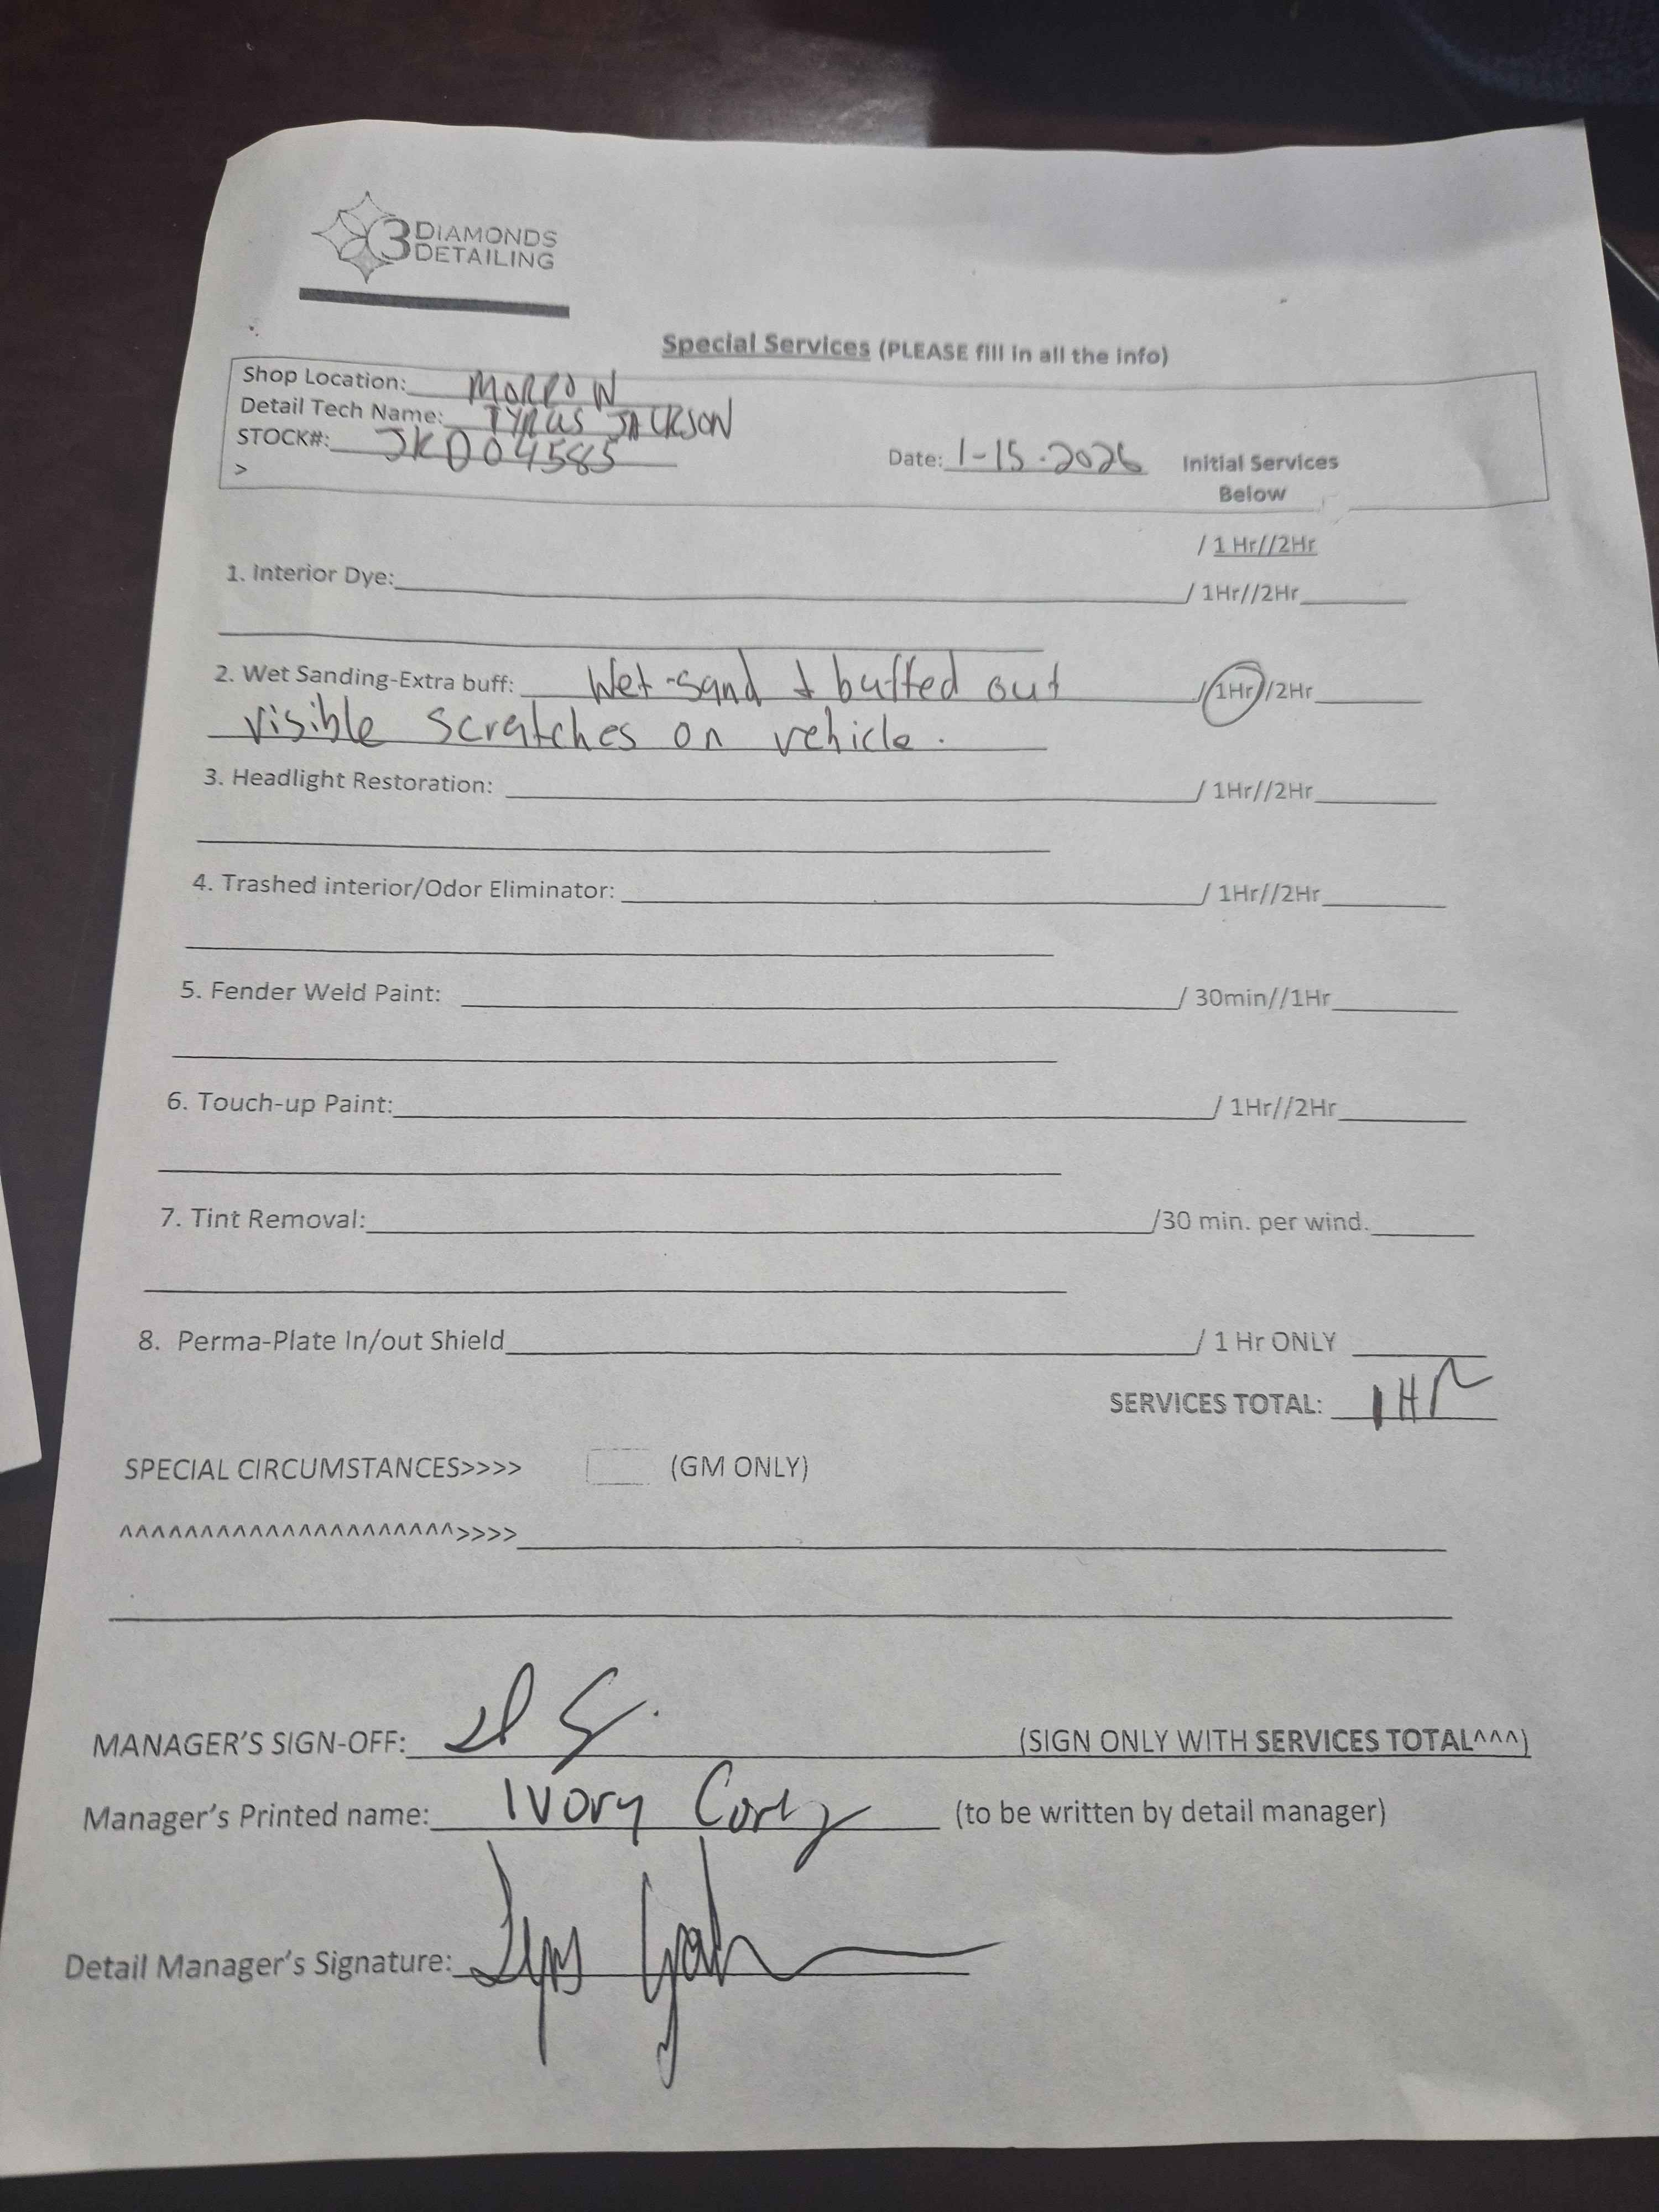 3 DIAMONDS
DETAILING
Special Services (PLEASE fill in all the info)
Shop Location: MORROW
Detail Tech Name: TYRUS JACKSON
STOCK#: JKD04585
>
Date: 1-15-2026 Initial Services
Below
/ 1 Hr//2Hr
1. Interior Dye: / 1Hr//2Hr
2. Wet Sanding-Extra buff: Wet-sand & buffed out / 1Hr//2Hr
visible scratches on vehicle.
3. Headlight Restoration: / 1Hr//2Hr
4. Trashed interior/Odor Eliminator: / 1Hr//2Hr
5. Fender Weld Paint: / 30min//1Hr
6. Touch-up Paint: / 1Hr//2Hr
7. Tint Removal: /30 min. per wind.
8. Perma-Plate In/out Shield / 1 Hr ONLY
SERVICES TOTAL: 1 Hr
SPECIAL CIRCUMSTANCES>>>> (GM ONLY)
^^^^^^^^^^^^^^^^^^^^^>>>>
MANAGER'S SIGN-OFF: (SIGN ONLY WITH SERVICES TOTAL^^^)
Manager's Printed name: Ivory (to be written by detail manager)
Detail Manager's Signature: